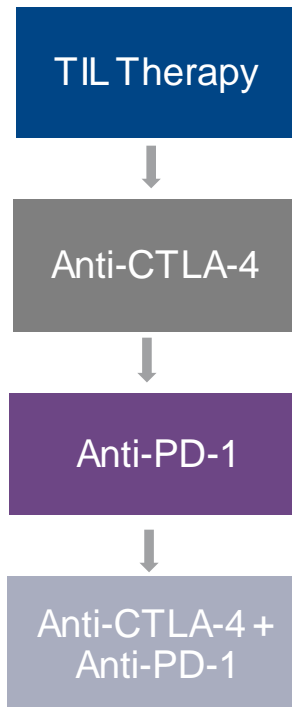 TIL Therapy
Anti-CTLA-4
Anti-PD-1
Anti-CTLA-4 +
Anti-PD-1